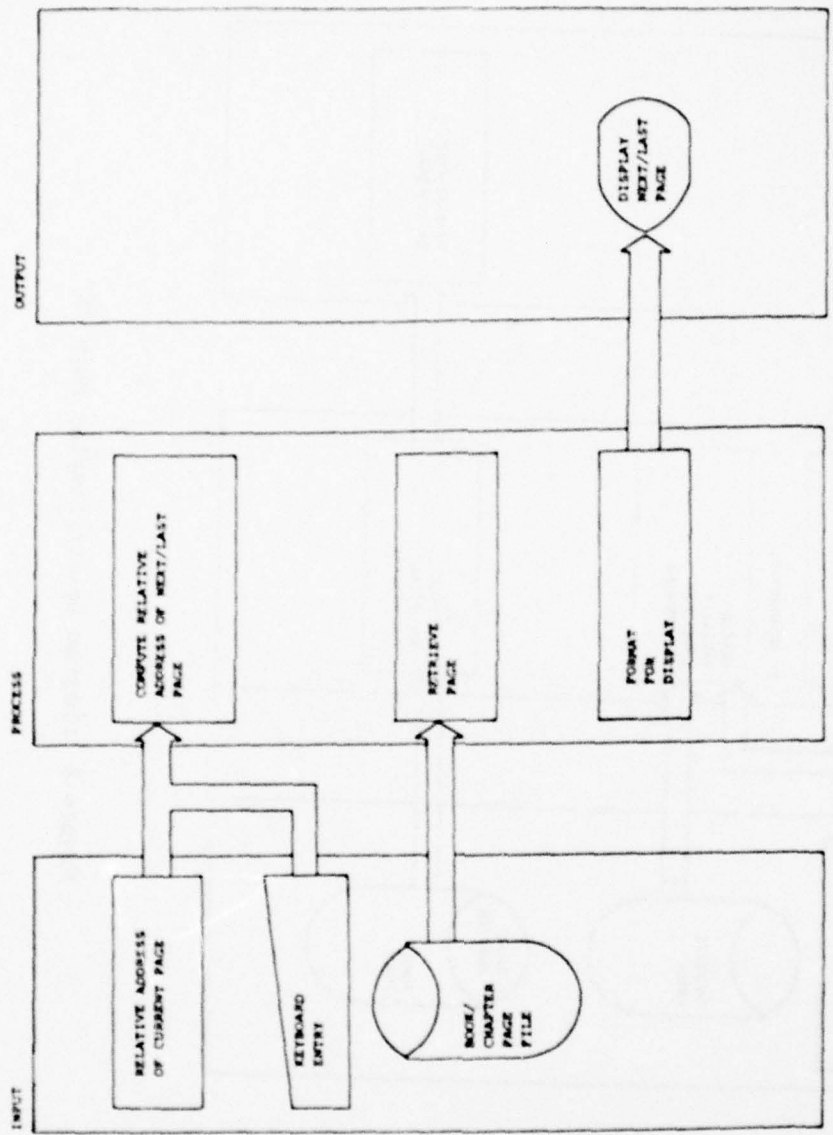 INPUT
PROCESS
OUTPUT
RELATIVE ADDRESS
OF CURRENT PAGE
KEYBOARD
ENTRY
BOOK/
CHAPTER
PAGE
FILE
COMPUTE RELATIVE
ADDRESS OF NEXT/LAST
PAGE
RETRIEVE
PAGE
FORMAT
FOR
DISPLAY
DISPLAY
NEXT/LAST
PAGE